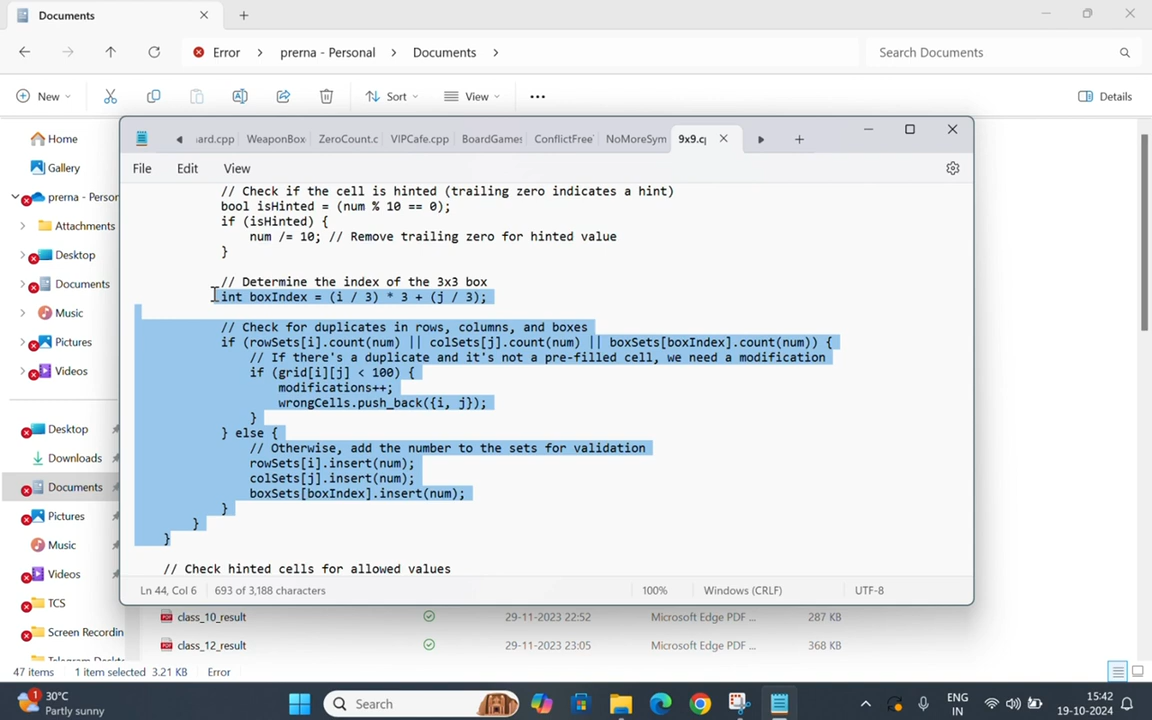 Documents
Error > prerna - Personal > Documents >
Search Documents
New
Sort
View
Details
Home
Gallery
prerna - Person
Attachments
Desktop
Documents
Music
Pictures
Videos
Desktop
Downloads
Documents
Pictures
Music
Videos
TCS
Screen Recordin
ard.cpp WeaponBox ZeroCount.c VIPCafe.cpp BoardGames ConflictFree NoMoreSym 9x9.cp
File Edit View
// Check if the cell is hinted (trailing zero indicates a hint)
bool isHinted = (num % 10 == 0);
if (isHinted) {
num /= 10; // Remove trailing zero for hinted value
}
// Determine the index of the 3x3 box
int boxIndex = (i / 3) * 3 + (j / 3);
// Check for duplicates in rows, columns, and boxes
if (rowSets[i].count(num) || colSets[j].count(num) || boxSets[boxIndex].count(num)) {
// If there's a duplicate and it's not a pre-filled cell, we need a modification
if (grid[i][j] < 100) {
modifications++;
wrongCells.push_back({i, j});
}
} else {
// Otherwise, add the number to the sets for validation
rowSets[i].insert(num);
colSets[j].insert(num);
boxSets[boxIndex].insert(num);
}
}
}
// Check hinted cells for allowed values
Ln 44, Col 6 693 of 3,188 characters 100% Windows (CRLF) UTF-8
class_10_result 29-11-2023 22:52 Microsoft Edge PDF ... 287 KB
class_12_result 29-11-2023 23:05 Microsoft Edge PDF ... 368 KB
47 items 1 item selected 3.21 KB Error
1
30°C
Partly sunny
Search
ENG
IN
15:42
19-10-2024